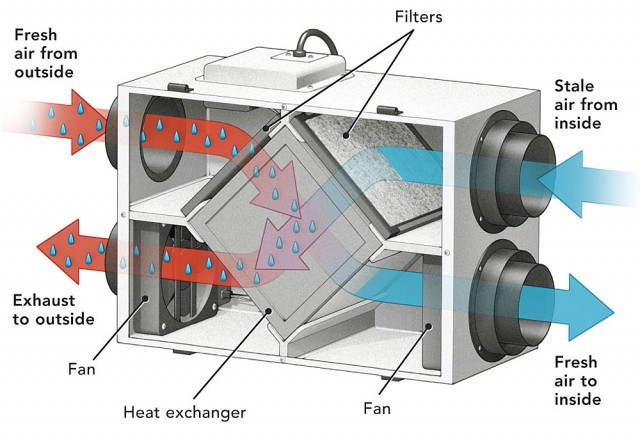 Filters
Fresh
air from
outside
Stale
air from
inside
Exhaust
to outside
Fan
Heat exchanger
Fan
Fresh
air to
inside